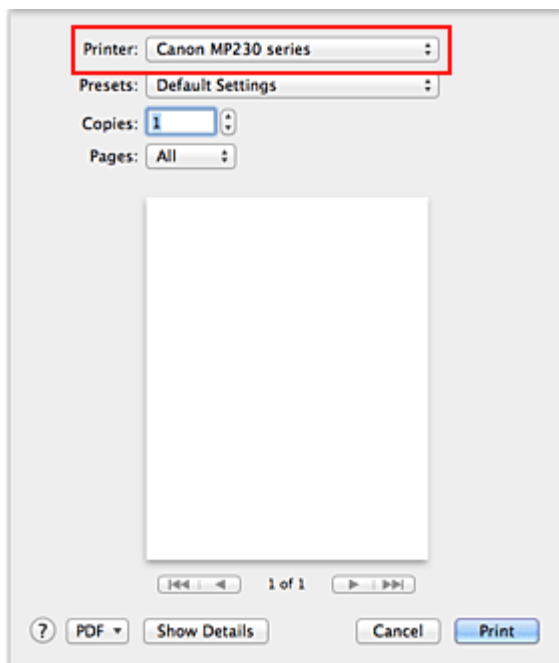 Printer: Canon MP230 series
Presets: Default Settings
Copies: 1
Pages: All
1 of 1
? PDF Show Details Cancel Print